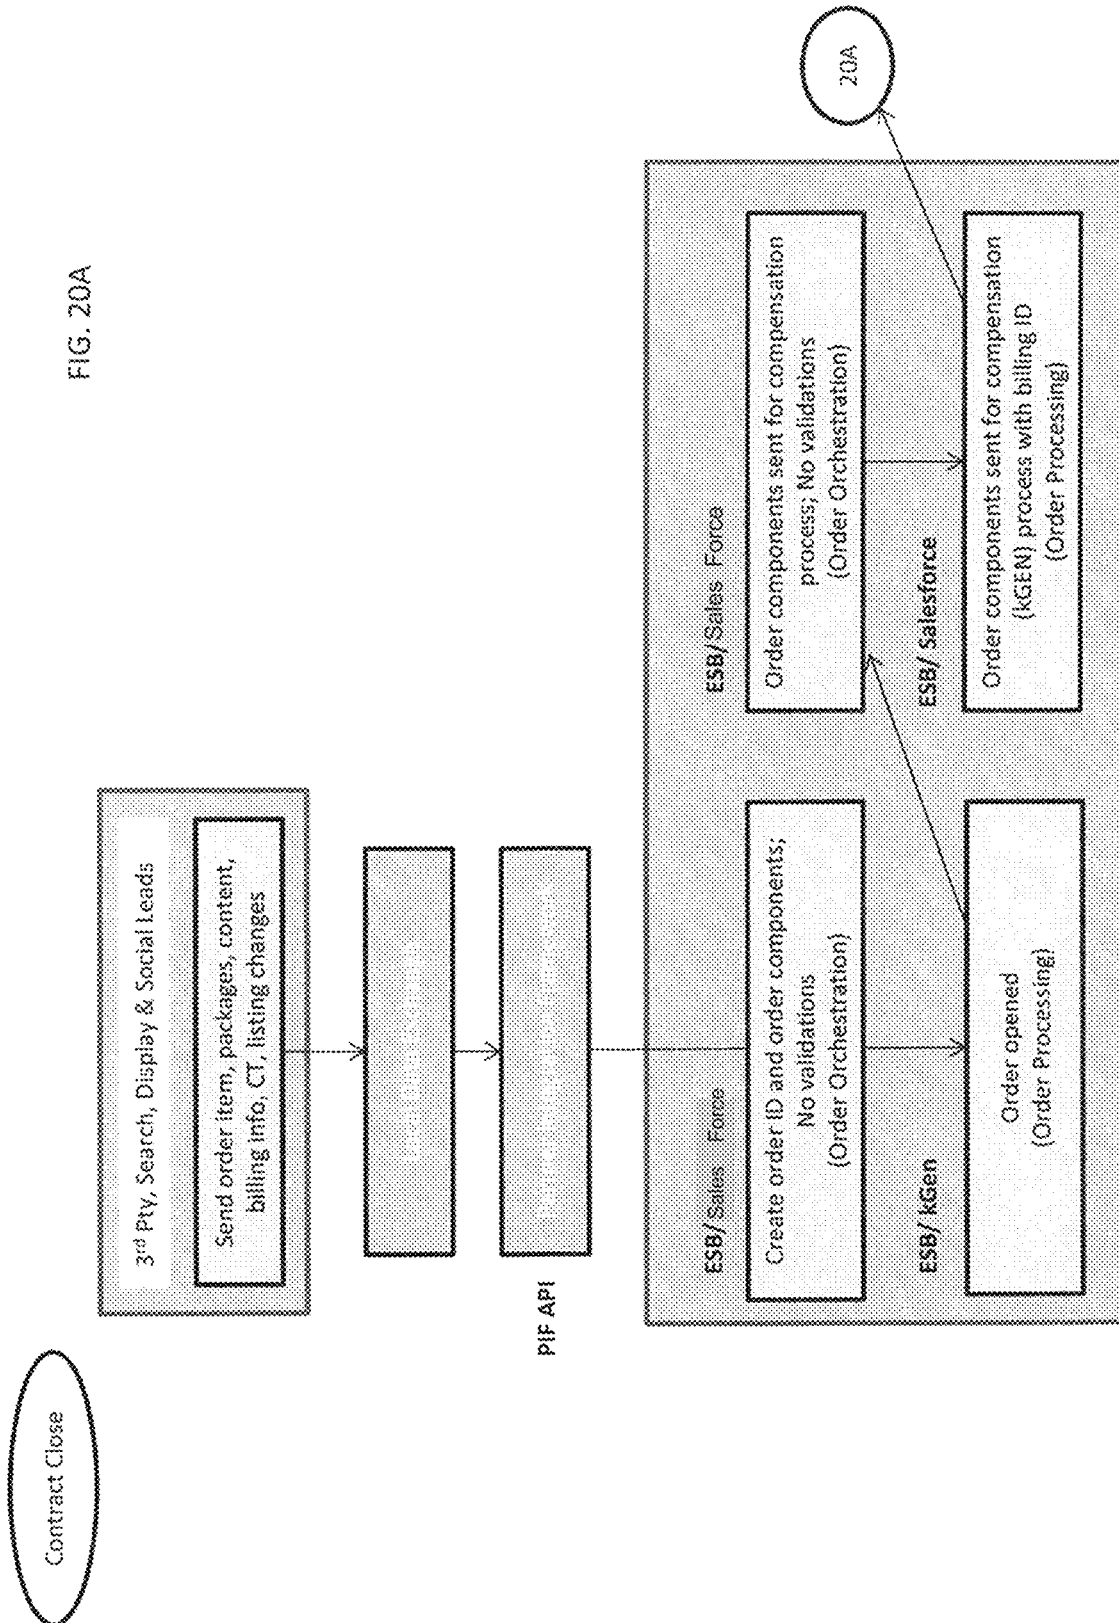 FIG. 20A
Contract Close
3rd Pty, Search, Display & Social Leads
Send order item, packages, content,
billing info, CT, listing changes
PIF API
ESB/Sales Force
Create order ID and order components;
No validations
(Order Orchestration)
ESB/ kGen
Order opened
(Order Processing)
ESB/Sales Force
Order components sent for compensation
process; No validations
(Order Orchestration)
ESB/ Salesforce
Order components sent for compensation
(kGEN) process with billing ID
(Order Processing)
20A